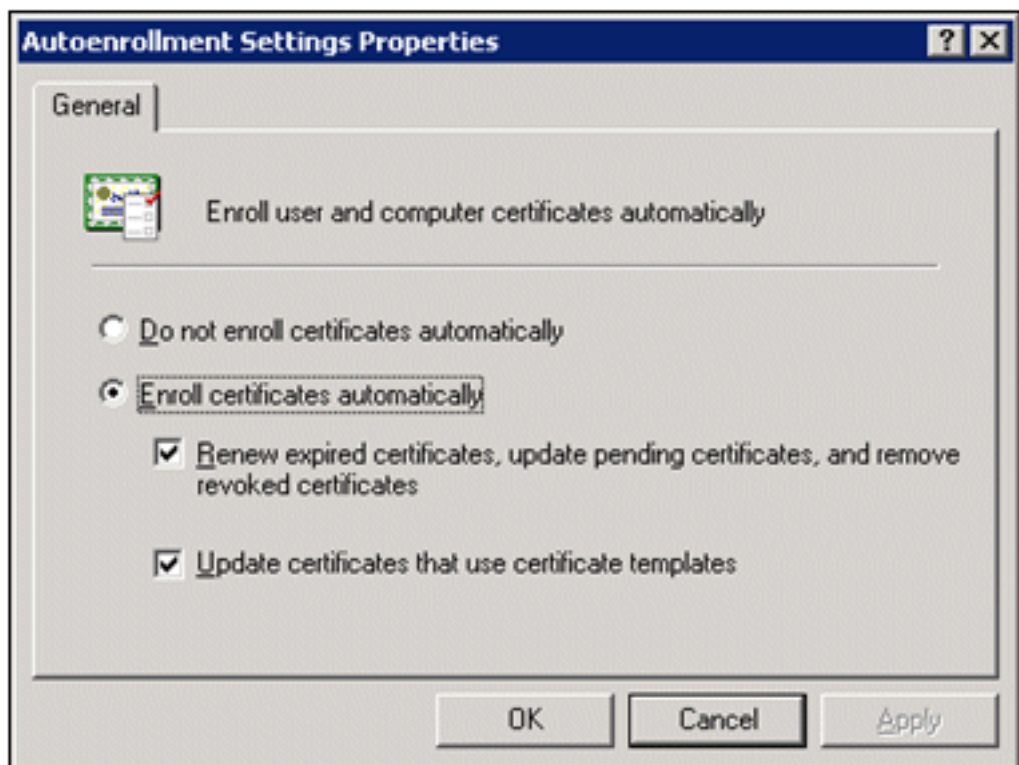 Autoenrollment Settings Properties
General
Enroll user and computer certificates automatically
Do not enroll certificates automatically
Enroll certificates automatically
Renew expired certificates, update pending certificates, and remove
revoked certificates
Update certificates that use certificate templates
OK Cancel Apply